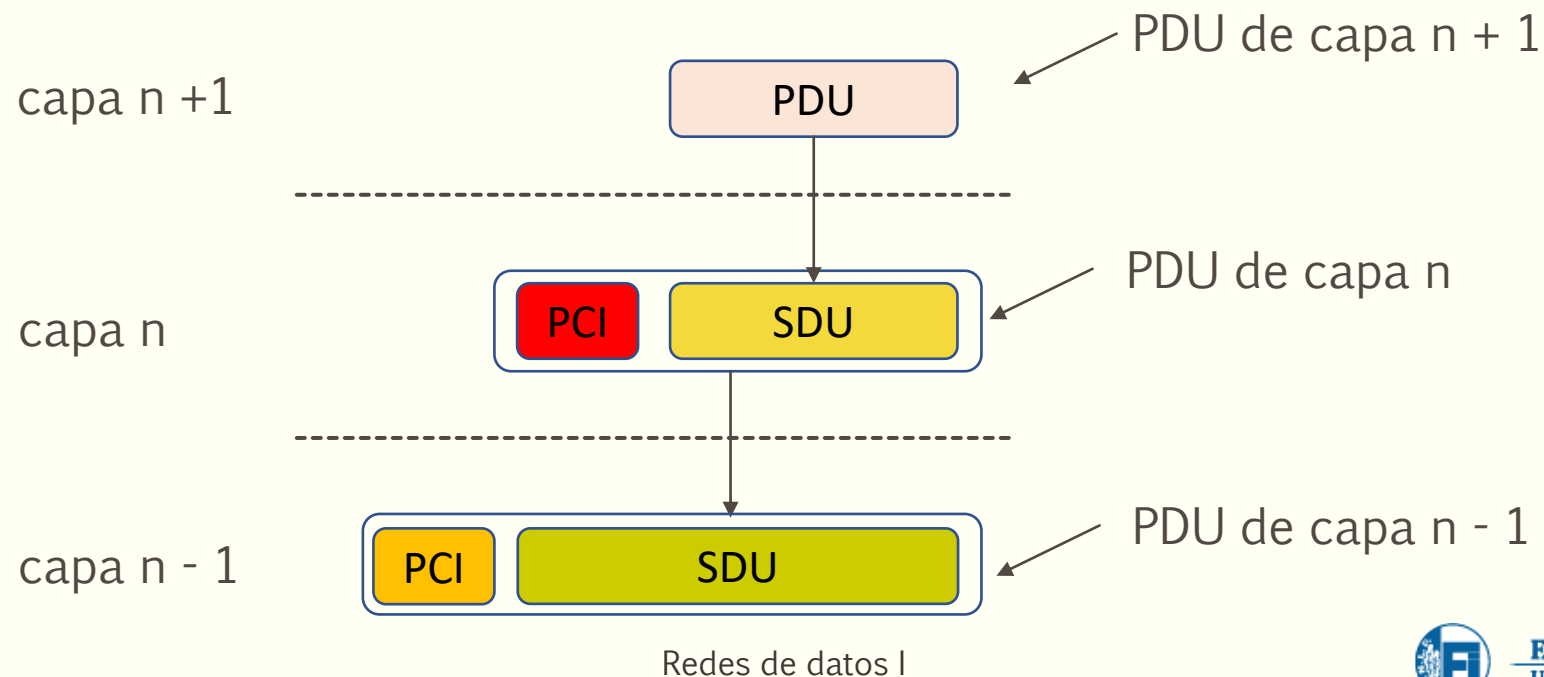 PDU de capa n + 1
capa n +1
PDU
PDU de capa n
capa n
PCI
SDU
PDU de capa n - 1
capa n - 1
PCI
SDU
Redes de datos I